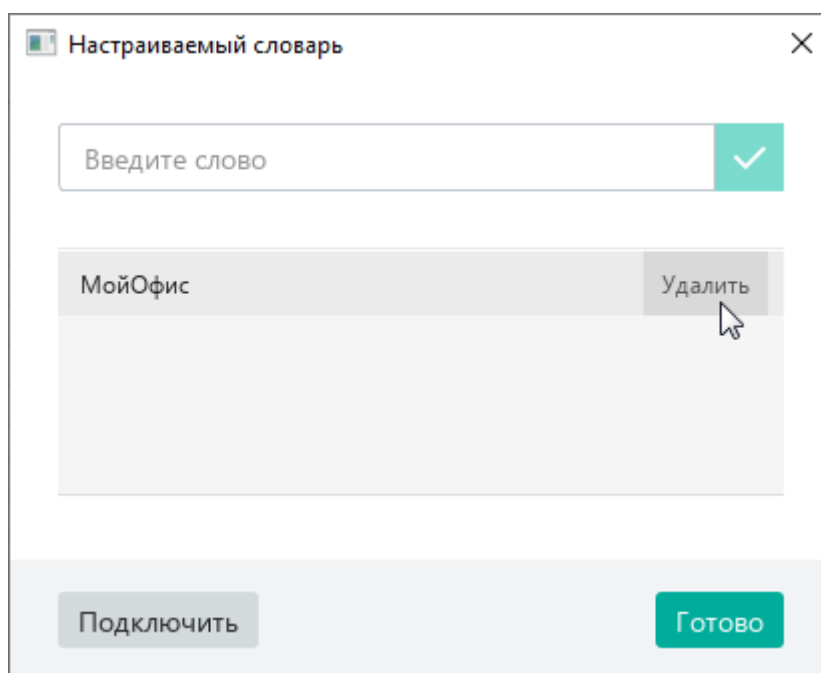 Настраиваемый словарь
Введите слово
МойОфис Удалить
Подключить Готово